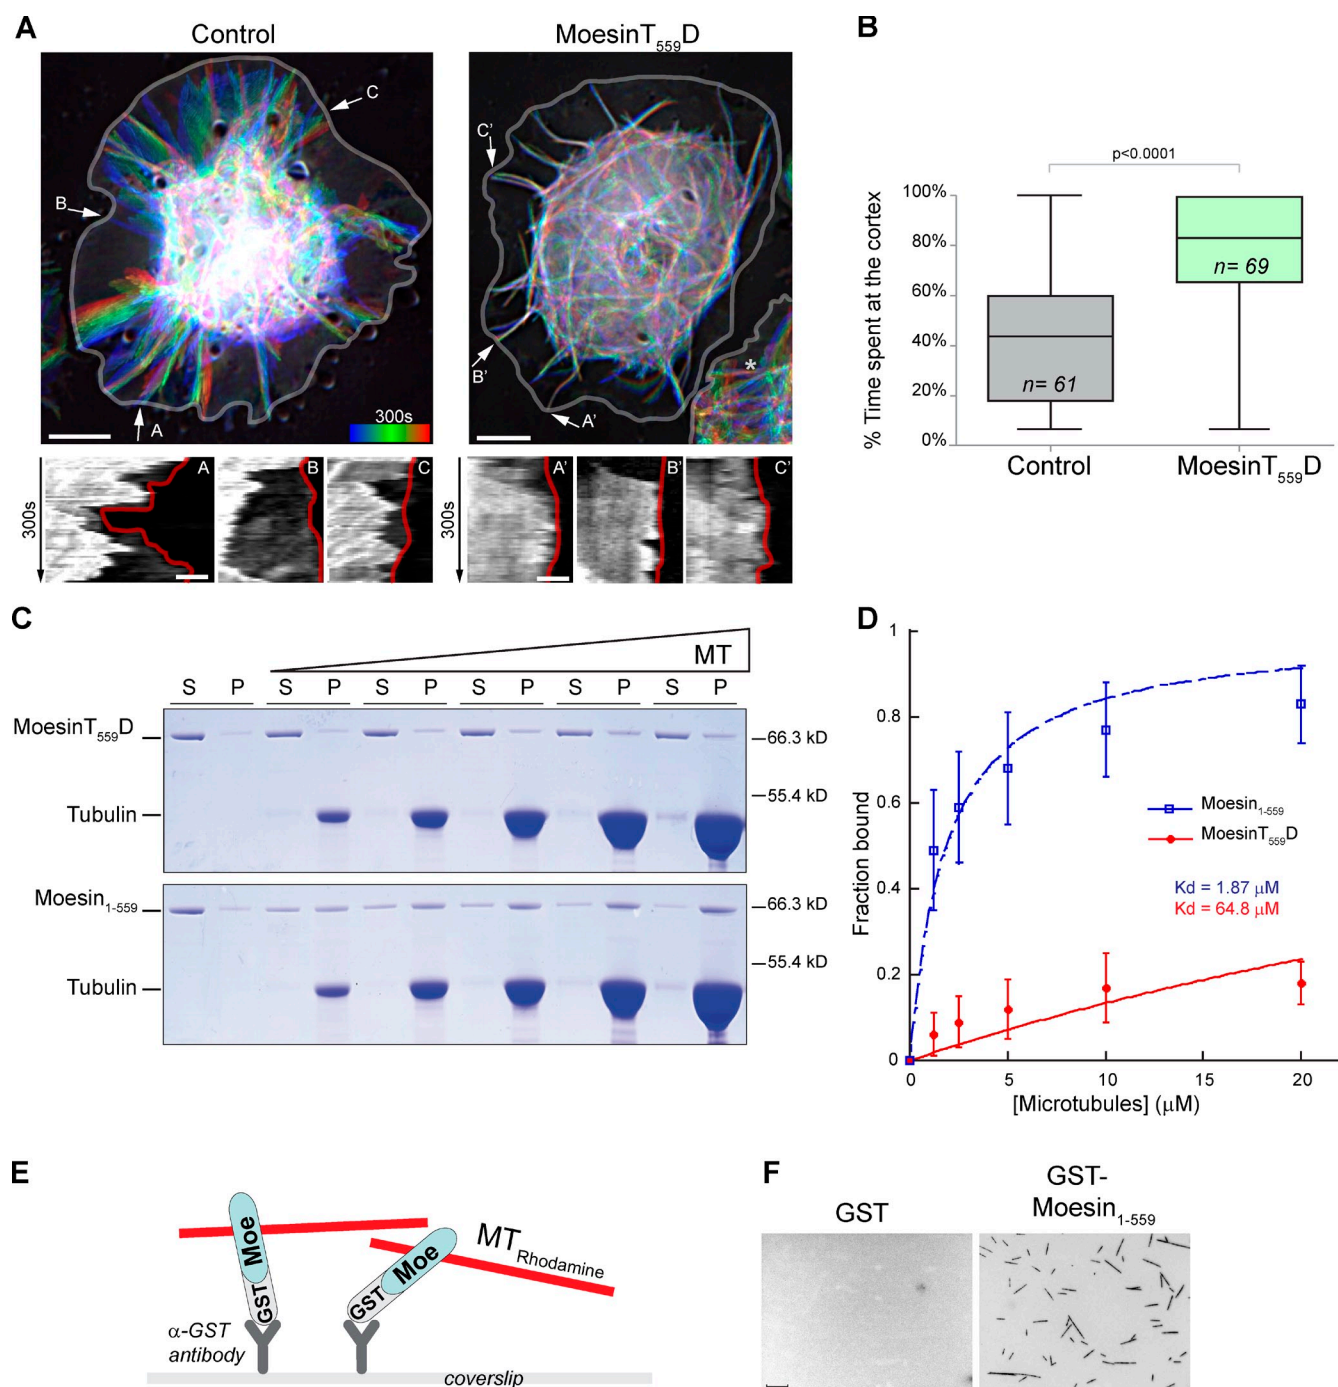 A
Control
MoesinT559D
C
B
A
300s
C'
B'
A'
*
300s
A
B
C
300s
A'
B'
C'
B
p<0.0001
% Time spent at the cortex
100%
80%
60%
40%
20%
0%
n= 61
n= 69
Control
MoesinT559D
C
MT
S P S P S P S P S P S P
MoesinT559D
66.3 kD
55.4 kD
Tubulin
Moesin1-559
66.3 kD
55.4 kD
Tubulin
D
Fraction bound
1
0.8
0.6
0.4
0.2
0
Moesin1-559
MoesinT559D
Kd = 1.87 μM
Kd = 64.8 μM
0 5 10 15 20
[Microtubules] (μM)
E
Moe
GST
Moe
GST
MTRhodamine
α-GST
antibody
coverslip
F
GST
GST-
Moesin1-559